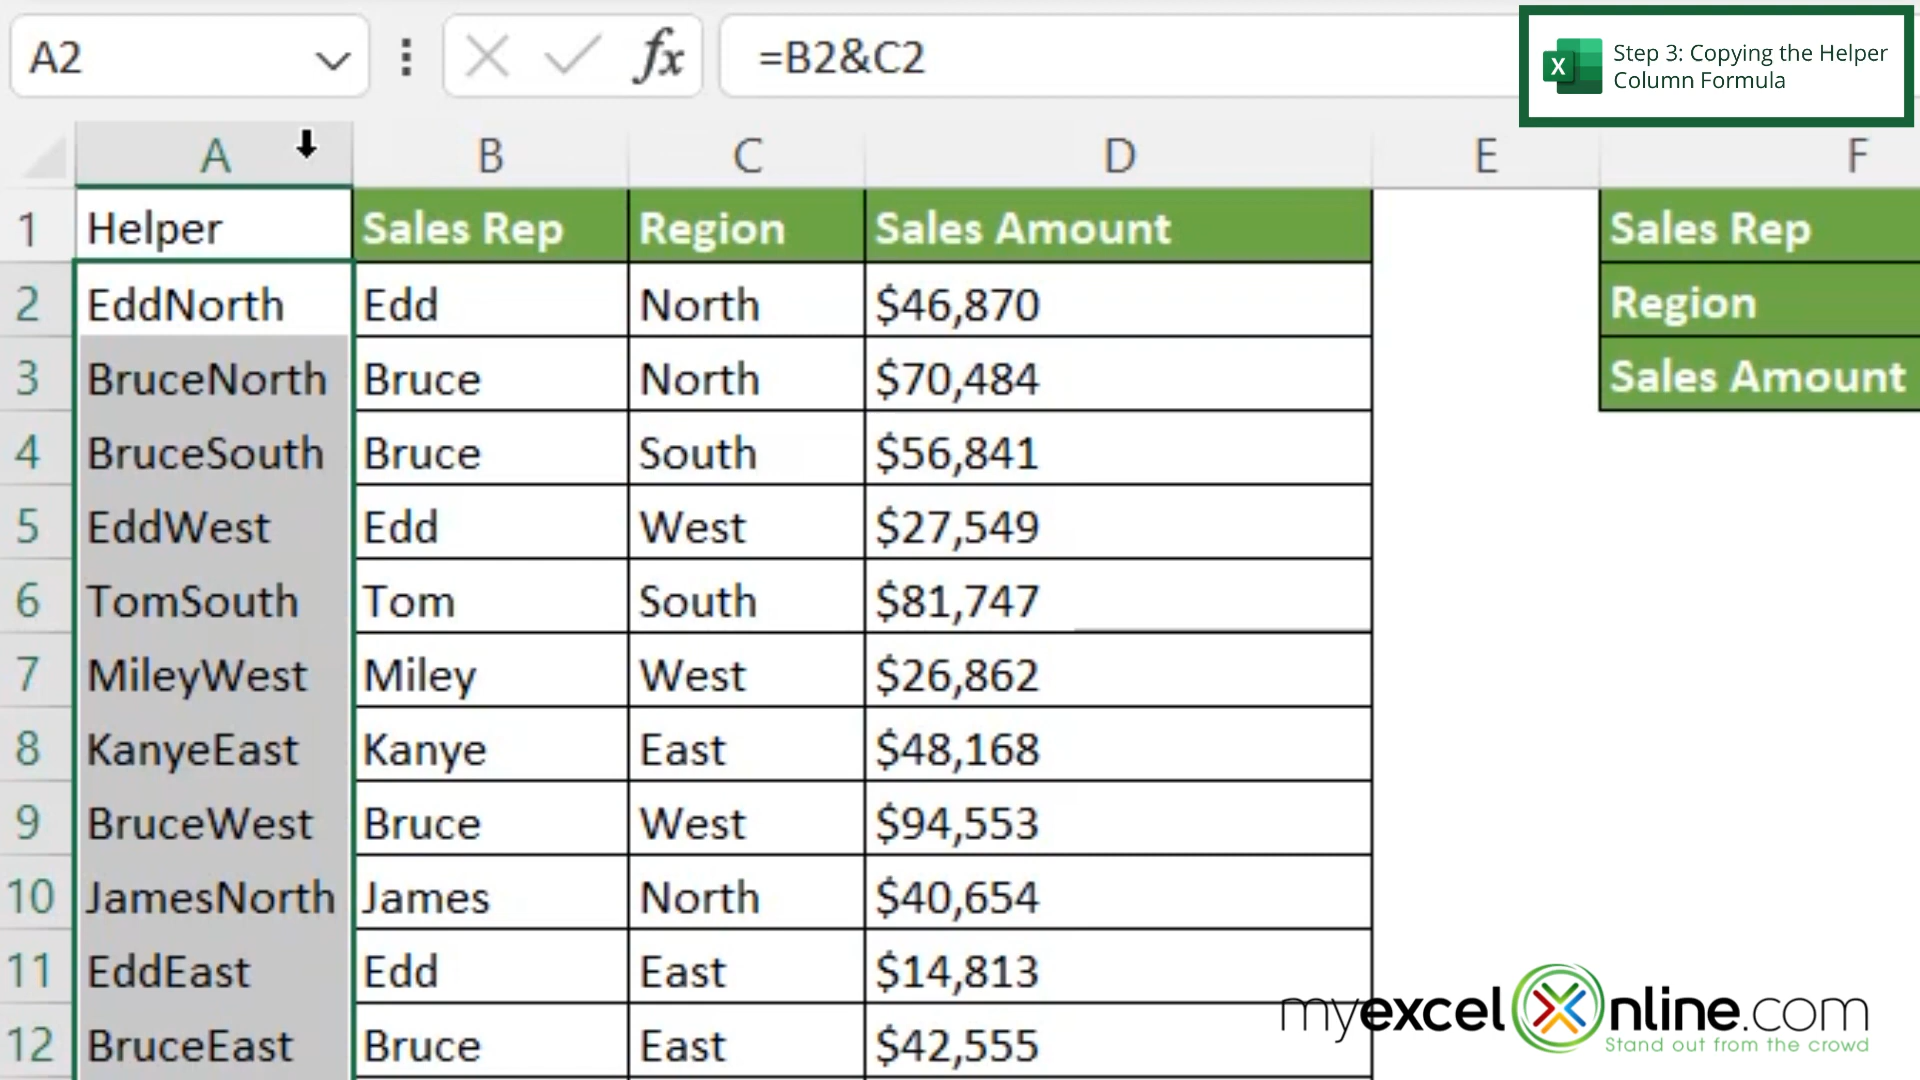 A2 fx =B2&C2
X Step 3: Copying the Helper
Column Formula
A B C D E F
1 Helper Sales Rep Region Sales Amount Sales Rep
2 EddNorth Edd North $46,870 Region
3 BruceNorth Bruce North $70,484 Sales Amount
4 BruceSouth Bruce South $56,841
5 EddWest Edd West $27,549
6 TomSouth Tom South $81,747
7 MileyWest Miley West $26,862
8 KanyeEast Kanye East $48,168
9 BruceWest Bruce West $94,553
10 JamesNorth James North $40,654
11 EddEast Edd East $14,813
12 BruceEast Bruce East $42,555
myexcelOnline.com
Stand out from the crowd